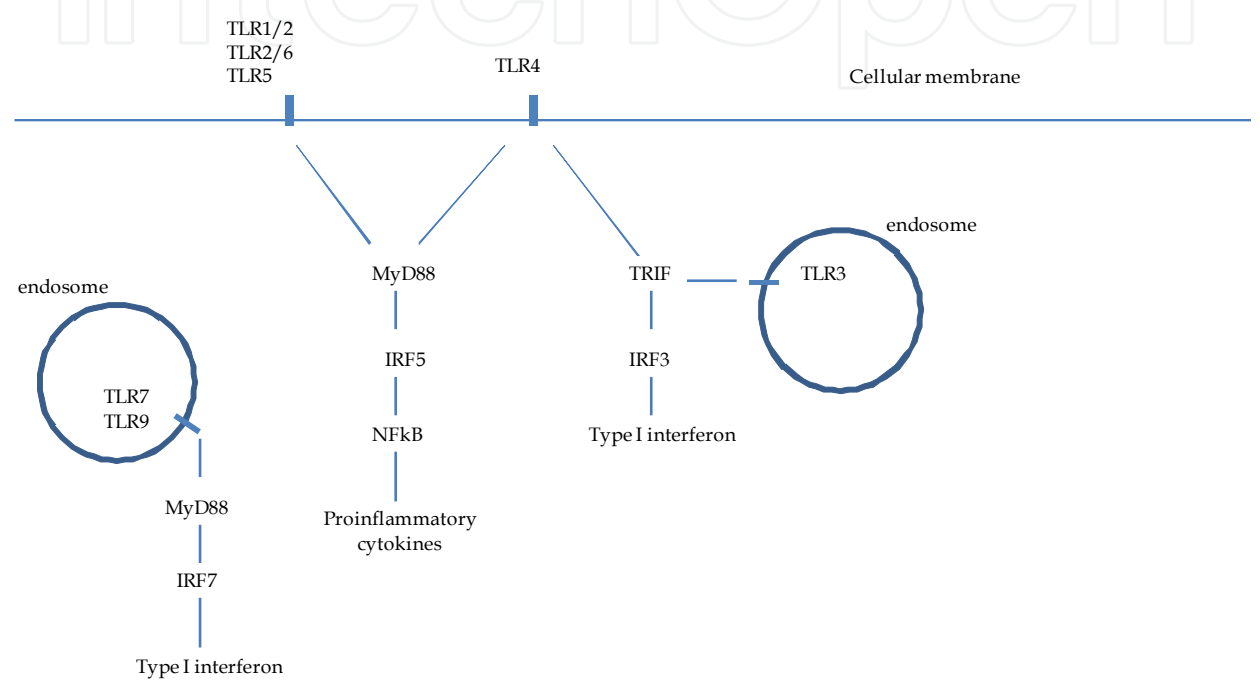 TLR1/2
TLR2/6
TLR5
TLR4
Cellular membrane
endosome
MyD88
TRIF
TLR3
endosome
IRF5
IRF3
TLR7
TLR9
NFkB
Type I interferon
MyD88
Proinflammatory
cytokines
IRF7
Type I interferon